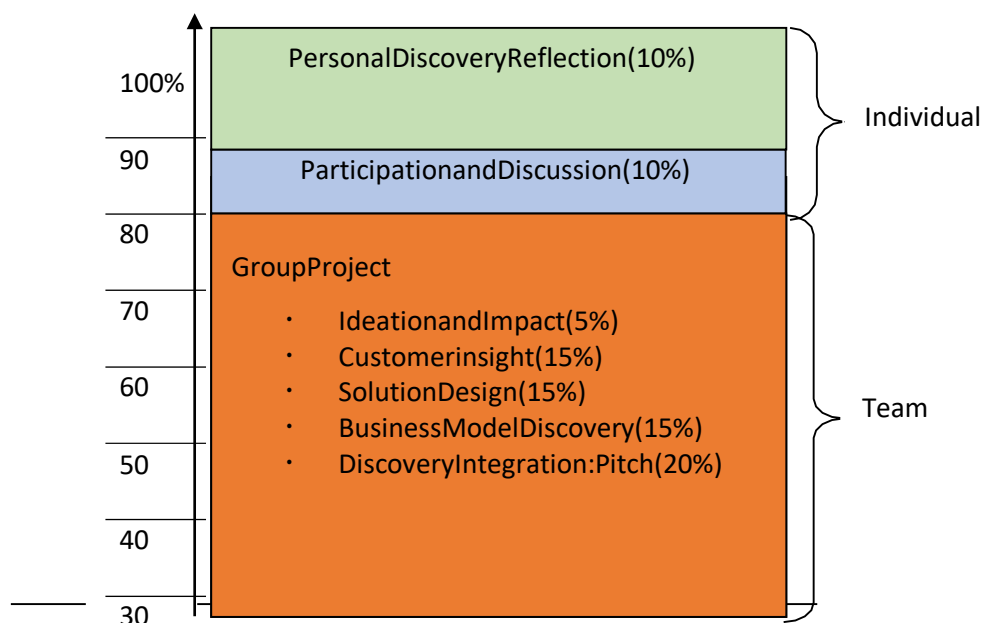 PersonalDiscoveryReflection(10%)
100%
Individual
90
ParticipationandDiscussion(10%)
80
GroupProject
70
· IdeationandImpact(5%)
· Customerinsight(15%)
60
· SolutionDesign(15%)
Team
· BusinessModelDiscovery(15%)
50
· DiscoveryIntegration:Pitch(20%)
40
30